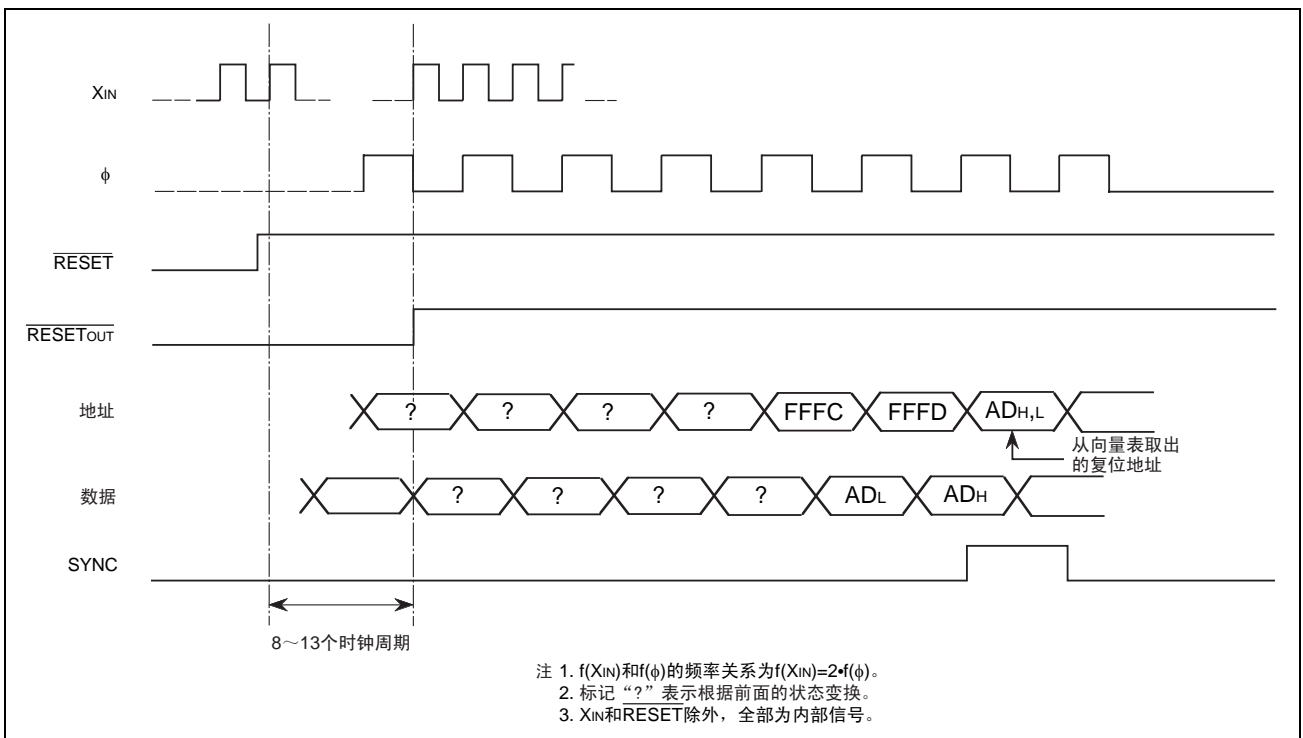 XIN
φ
RESET
RESETOUT
地址
? ? ? ? FFFC FFFD ADH,L
从向量表取出
的复位地址
数据
? ? ? ? ADL ADH
SYNC
8～13个时钟周期
注 1. f(XIN)和f(φ)的频率关系为f(XIN)=2•f(φ)。
2. 标记“?”表示根据前面的状态变换。
3. XIN和RESET除外，全部为内部信号。